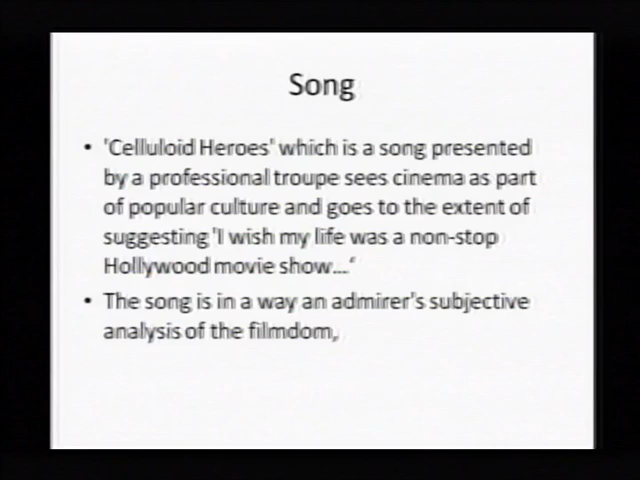 Song
• 'Celluloid Heroes' which is a song presented
by a professional troupe sees cinema as part
of popular culture and goes to the extent of
suggesting 'I wish my life was a non-stop
Hollywood movie show...‘
• The song is in a way an admirer's subjective
analysis of the filmdom,